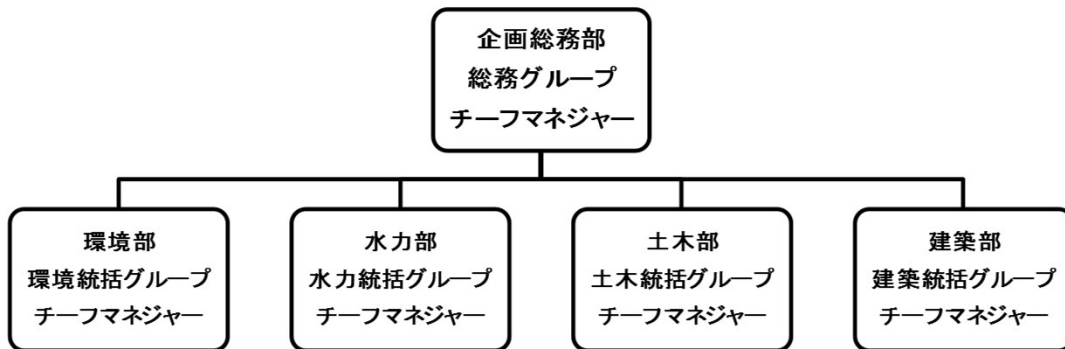 企画総務部
総務グループ
チーフマネジャー
環境部
環境統括グループ
チーフマネジャー
水力部
水力統括グループ
チーフマネジャー
土木部
土木統括グループ
チーフマネジャー
建築部
建築統括グループ
チーフマネジャー